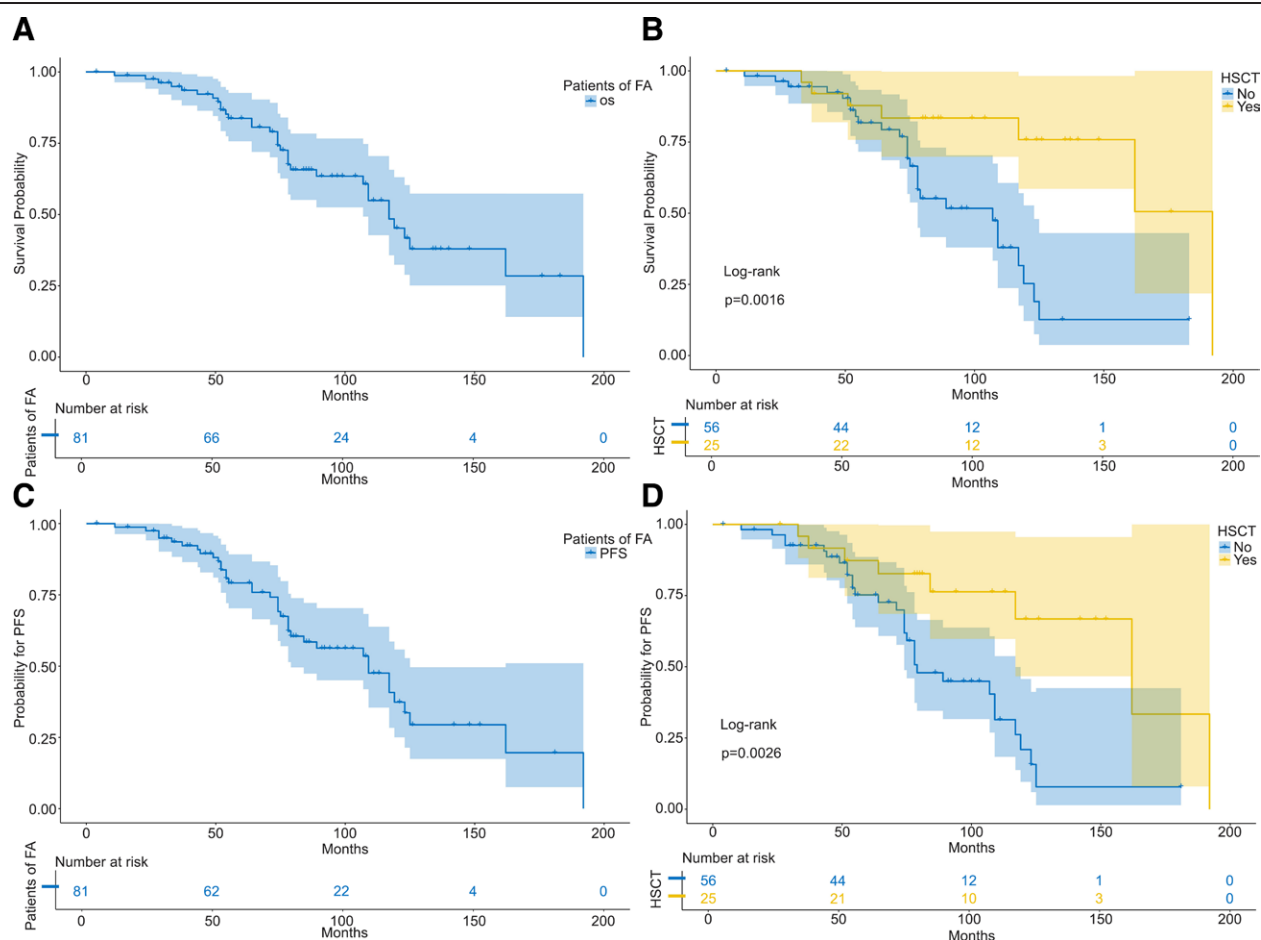 A
Patients of FA
os
Survival Probability
1.00
0.75
0.50
0.25
0.00
0 50 100 150 200
Months
Number at risk
Patients of FA
81 66 24 4 0
0 50 100 150 200
Months
B
HSCT
No
Yes
Survival Probability
1.00
0.75
0.50
0.25
0.00
Log-rank
p=0.0016
0 50 100 150 200
Months
Number at risk
HSCT
56 44 12 1 0
25 22 12 3 0
0 50 100 150 200
Months
C
Patients of FA
PFS
Probability for PFS
1.00
0.75
0.50
0.25
0.00
0 50 100 150 200
Months
Number at risk
Patients of FA
81 62 22 4 0
0 50 100 150 200
Months
D
HSCT
No
Yes
Probability for PFS
1.00
0.75
0.50
0.25
0.00
Log-rank
p=0.0026
0 50 100 150 200
Months
Number at risk
HSCT
56 44 12 1 0
25 21 10 3 0
0 50 100 150 200
Months